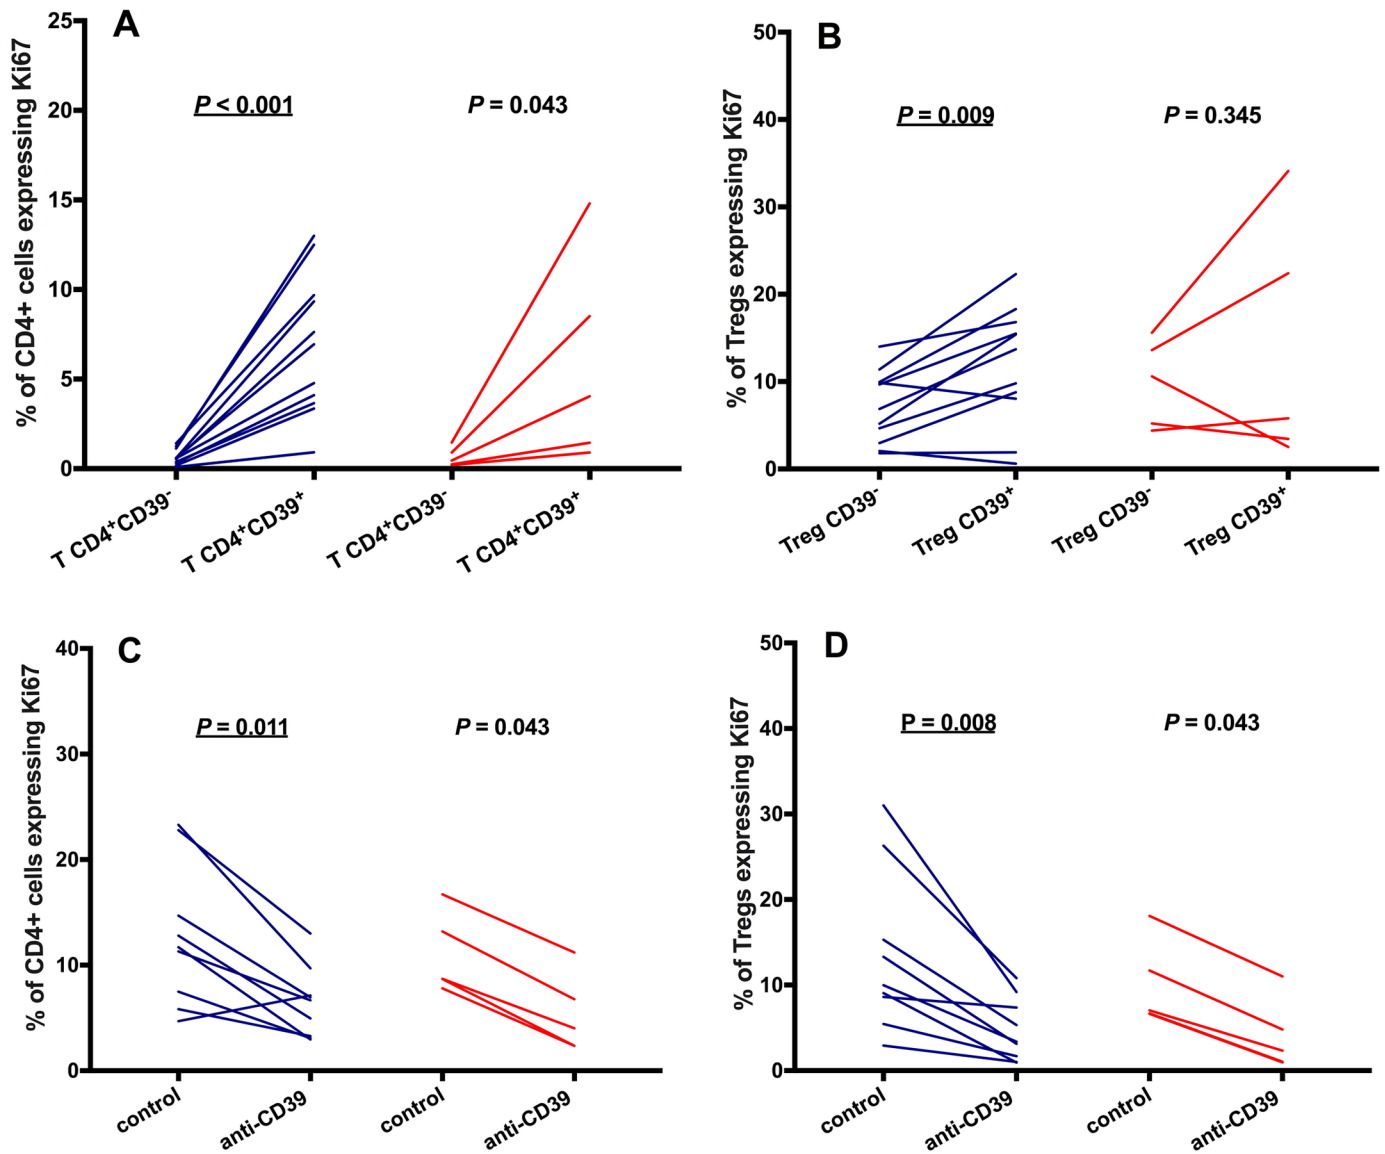 A
% of CD4+ cells expressing Ki67
25
20
15
10
5
0
P < 0.001
P = 0.043
T CD4⁺CD39⁻
T CD4⁺CD39⁺
T CD4⁺CD39⁻
T CD4⁺CD39⁺
B
% of Tregs expressing Ki67
50
40
30
20
10
0
P = 0.009
P = 0.345
Treg CD39⁻
Treg CD39⁺
Treg CD39⁻
Treg CD39⁺
C
% of CD4+ cells expressing Ki67
40
30
20
10
0
P = 0.011
P = 0.043
control
anti-CD39
control
anti-CD39
D
% of Tregs expressing Ki67
50
40
30
20
10
0
P = 0.008
P = 0.043
control
anti-CD39
control
anti-CD39